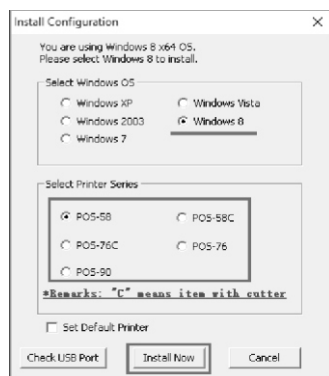 Install Configuration
You are using Windows 8 x64 OS.
Please select Windows 8 to install.
Select Windows OS
Windows XP Windows Vista
Windows 2003 Windows 8
Windows 7
Select Printer Series
POS-58 POS-58C
POS-76C POS-76
POS-90
*Remarks: "C" means item with cutter
Set Default Printer
Check USB Port Install Now Cancel